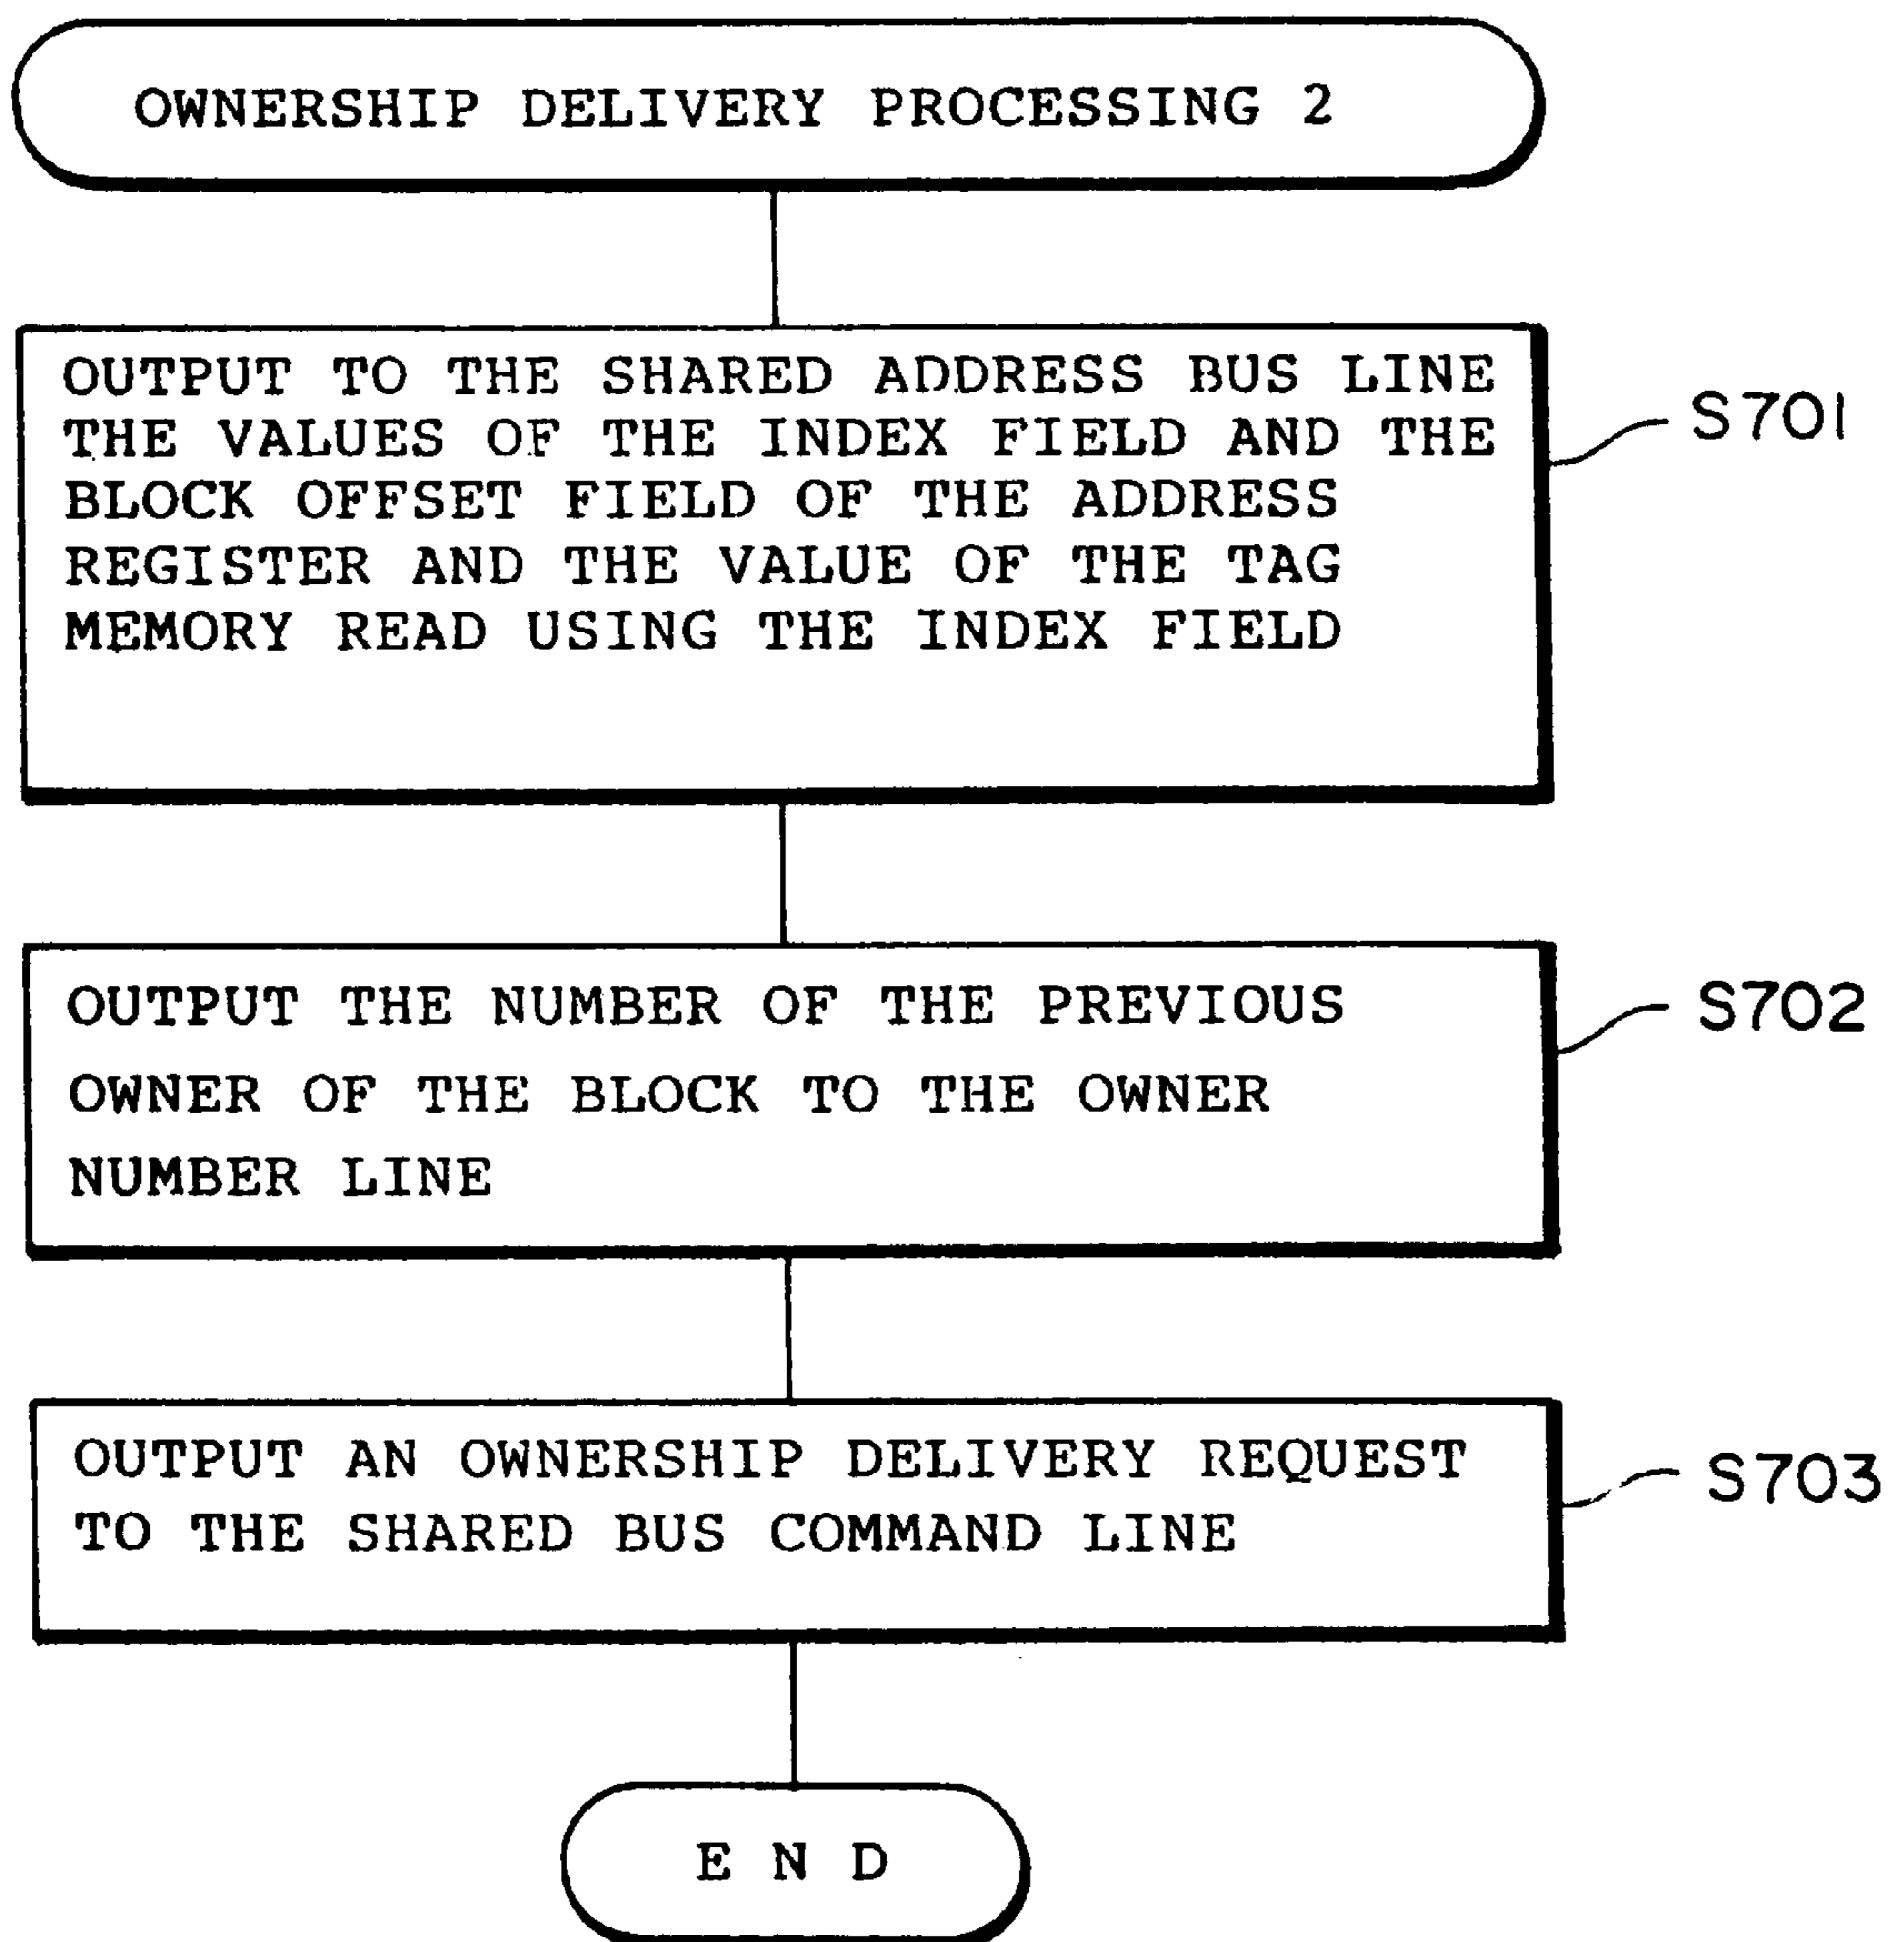 OWNERSHIP DELIVERY PROCESSING 2
OUTPUT TO THE SHARED ADDRESS BUS LINE
THE VALUES OF THE INDEX FIELD AND THE
BLOCK OFFSET FIELD OF THE ADDRESS
REGISTER AND THE VALUE OF THE TAG
MEMORY READ USING THE INDEX FIELD
S701
OUTPUT THE NUMBER OF THE PREVIOUS
OWNER OF THE BLOCK TO THE OWNER
NUMBER LINE
S702
OUTPUT AN OWNERSHIP DELIVERY REQUEST
TO THE SHARED BUS COMMAND LINE
S703
END